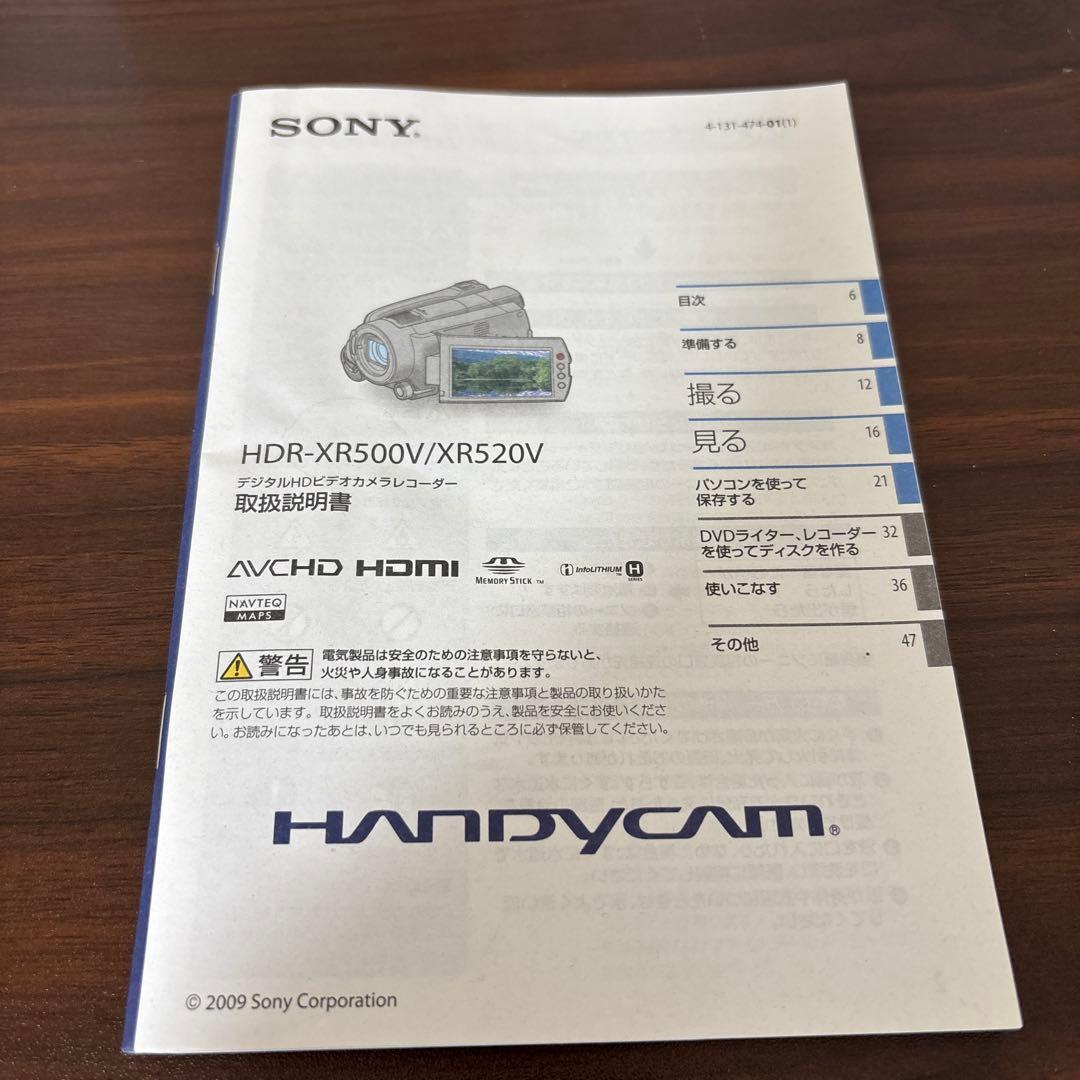 SONY®
4-131-474-01(1)
目次 6
準備する 8
撮る 12
見る 16
パソコンを使って 21
保存する
DVDライター、レコーダー 32
を使ってディスクを作る
使いこなす 36
その他 47
HDR-XR500V/XR520V
デジタルHDビデオカメラレコーダー
取扱説明書
AVCHD HDMI MEMORY STICK ™ InfoLITHIUM ™ H SERIES
NAVTEQ
MAPS
警告 電気製品は安全のための注意事項を守らないと、
火災や人身事故になることがあります。
この取扱説明書には、事故を防ぐための重要な注意事項と製品の取り扱いかた
を示しています。取扱説明書をよくお読みのうえ、製品を安全にお使いくださ
い。お読みになったあとは、いつでも見られるところに必ず保管してください。
HANDYCAM®
© 2009 Sony Corporation